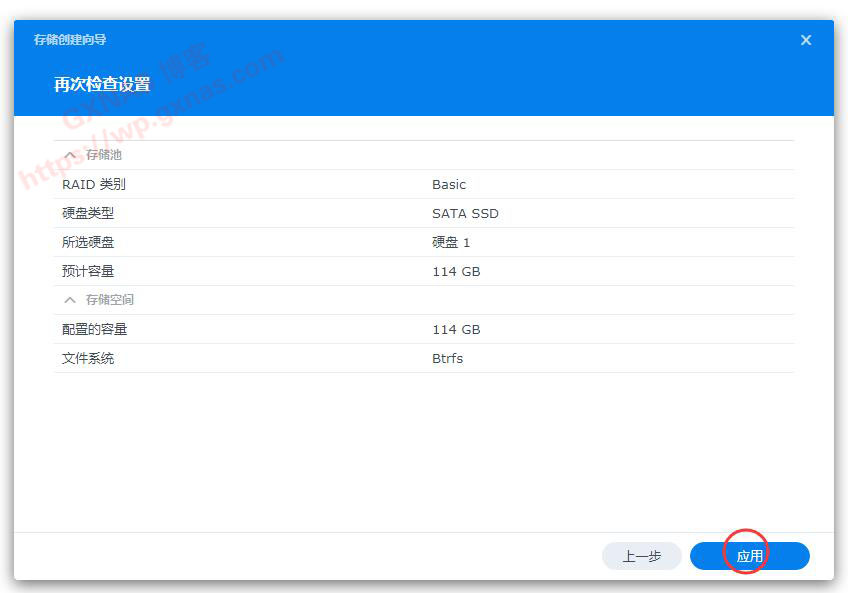 存储创建向导
再次检查设置
GXNAS 博客
https://wp.gxnas.com
存储池
RAID 类别 Basic
硬盘类型 SATA SSD
所选硬盘 硬盘 1
预计容量 114 GB
存储空间
配置的容量 114 GB
文件系统 Btrfs
上一步 应用